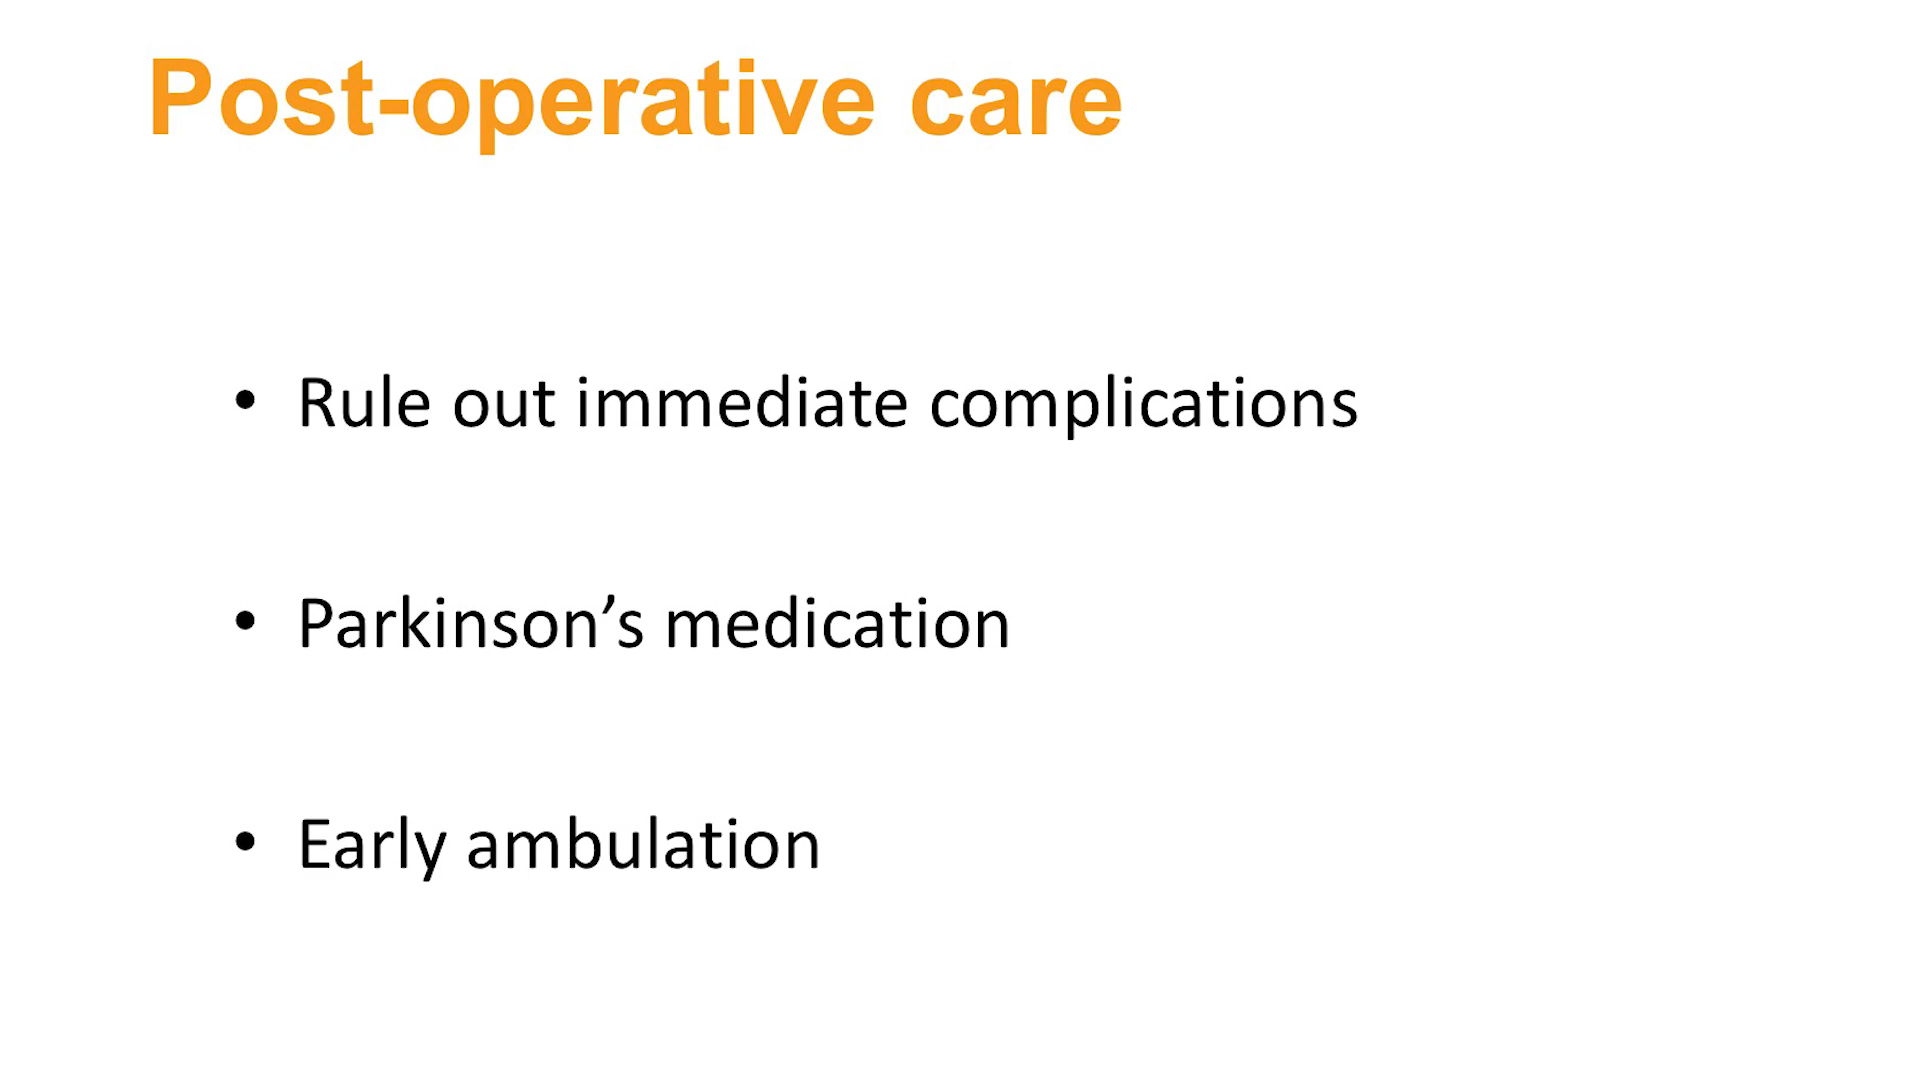 Post-operative care
• Rule out immediate complications
• Parkinson’s medication
• Early ambulation